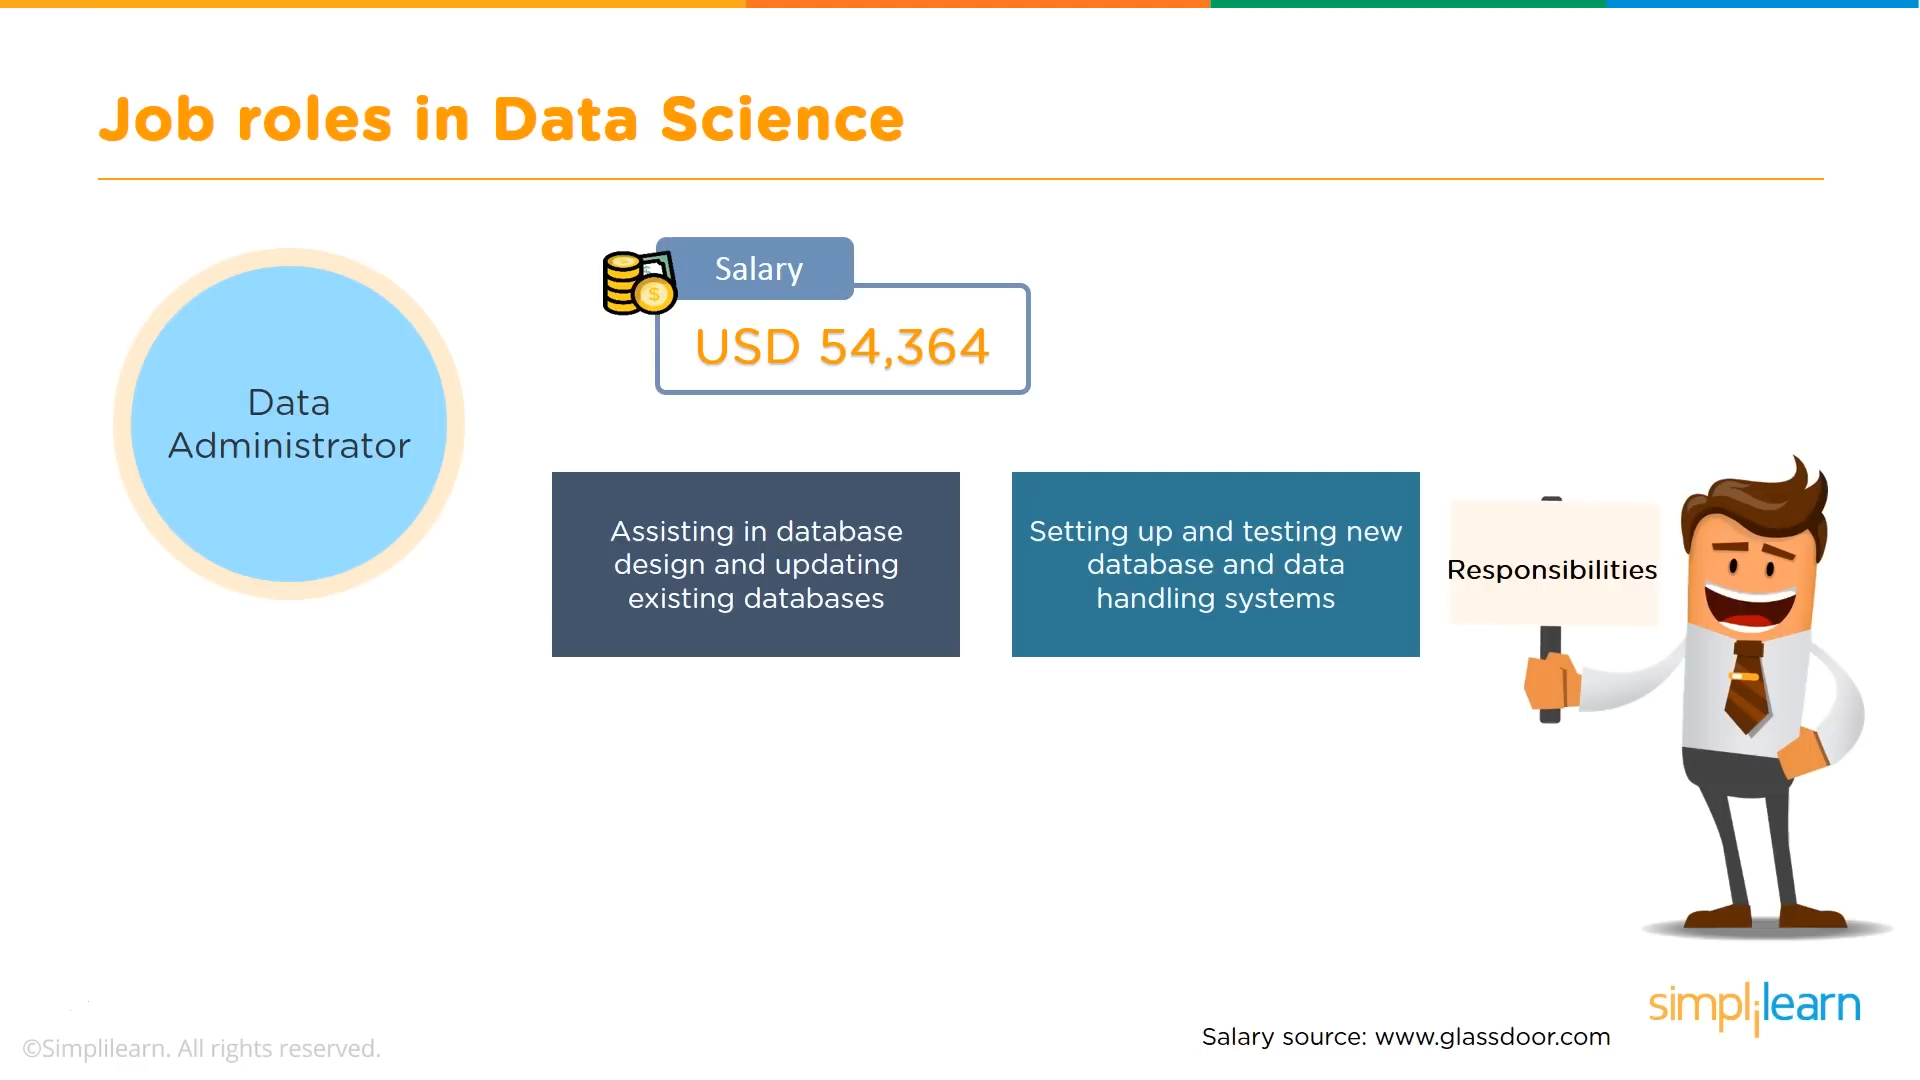 Job roles in Data Science
Salary
USD 54,364
Data
Administrator
Assisting in database
design and updating
existing databases
Setting up and testing new
database and data
handling systems
Responsibilities
simplilearn
Salary source: www.glassdoor.com
©Simplilearn. All rights reserved.